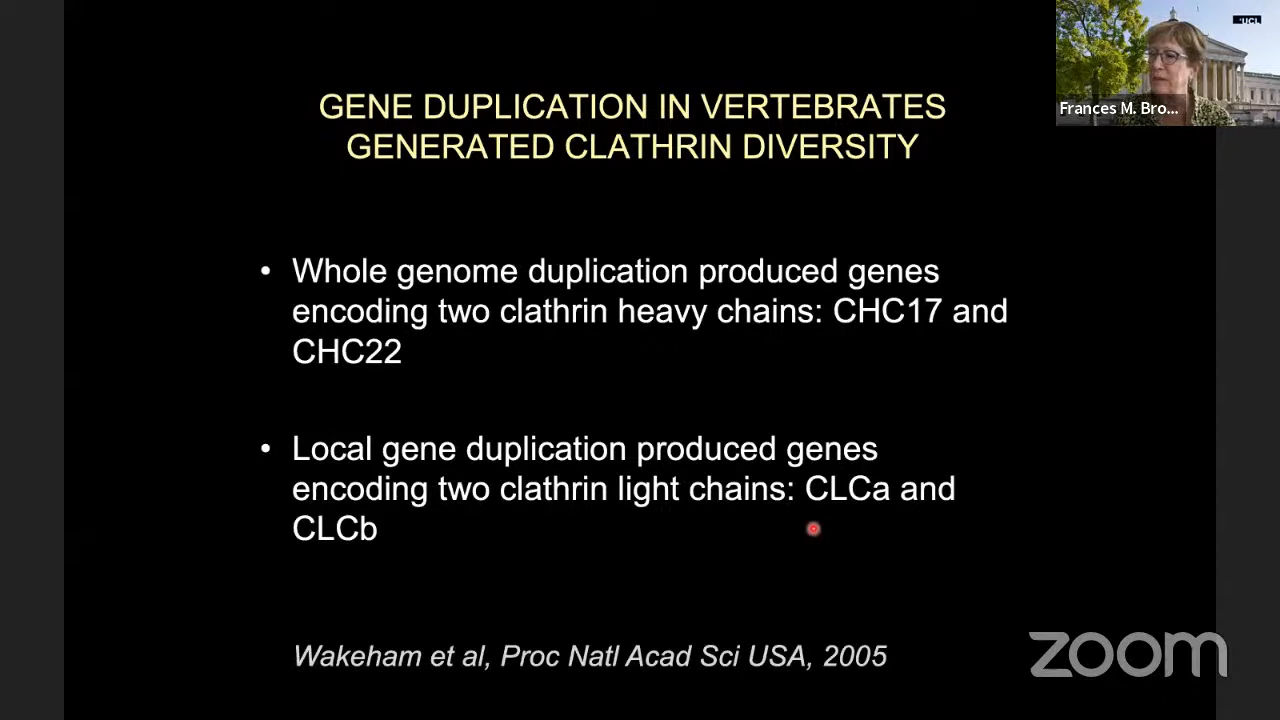 UCL
Frances M. Bro...
GENE DUPLICATION IN VERTEBRATES
GENERATED CLATHRIN DIVERSITY
• Whole genome duplication produced genes
encoding two clathrin heavy chains: CHC17 and
CHC22
• Local gene duplication produced genes
encoding two clathrin light chains: CLCa and
CLCb
Wakeham et al, Proc Natl Acad Sci USA, 2005
zoom